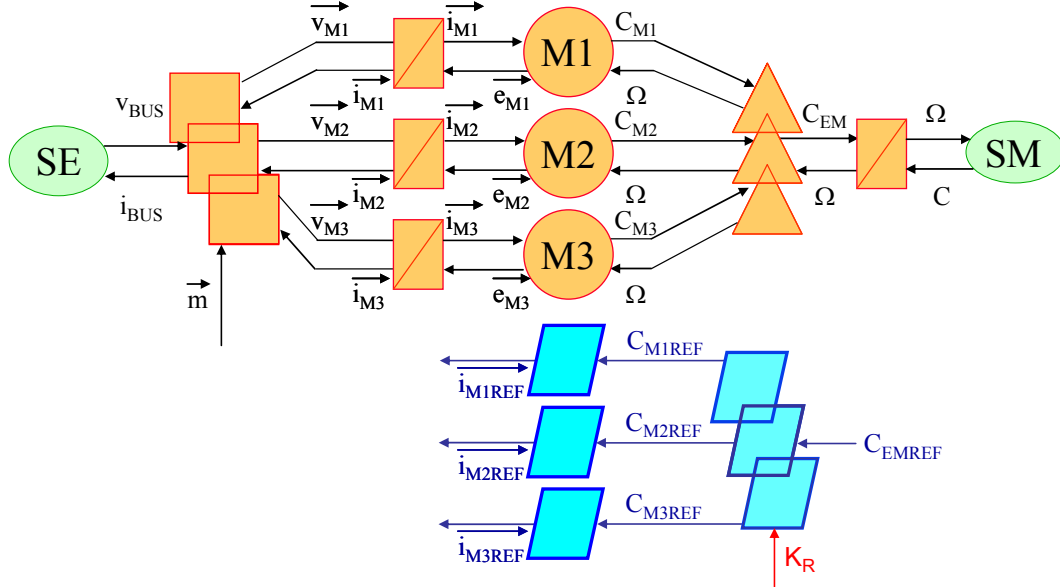 v_M1 i_M1 C_M1
M1
i_M1 e_M1 Ω
v_BUS v_M2 i_M2 C_M2 C_EM Ω
SE M2 SM
i_BUS i_M2 e_M2 Ω Ω C
v_M3 i_M3 C_M3
M3
m i_M3 e_M3 Ω
C_M1REF
i_M1REF
C_M2REF
i_M2REF C_EMREF
C_M3REF
i_M3REF K_R